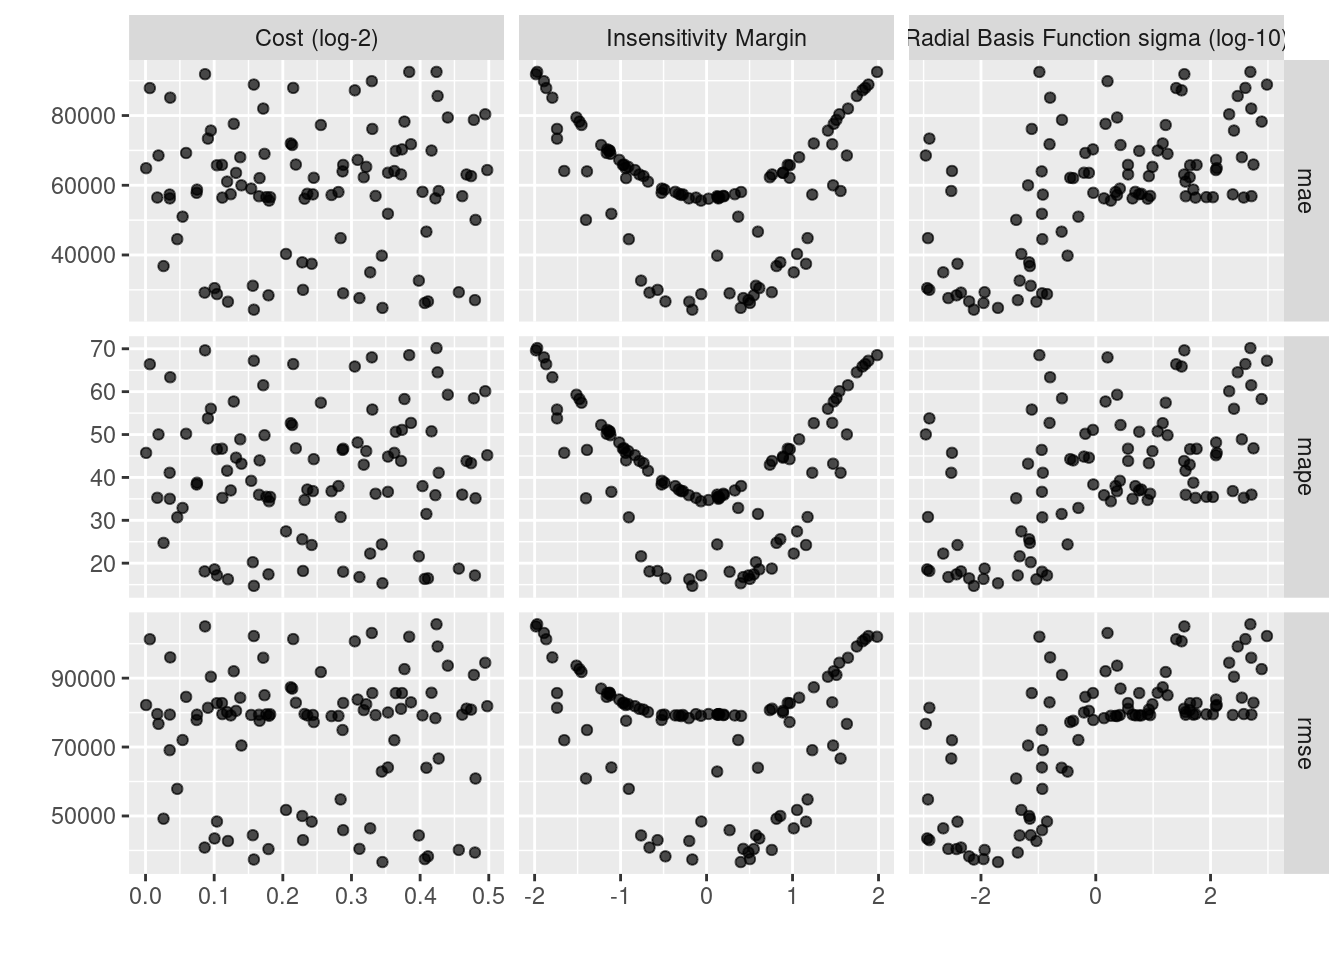 Cost (log-2) Insensitivity Margin Radial Basis Function sigma (log-10)
80000
60000
40000
mae
70
60
50
40
30
20
mape
90000
70000
50000
rmse
0.0 0.1 0.2 0.3 0.4 0.5 -2 -1 0 1 2 -2 0 2